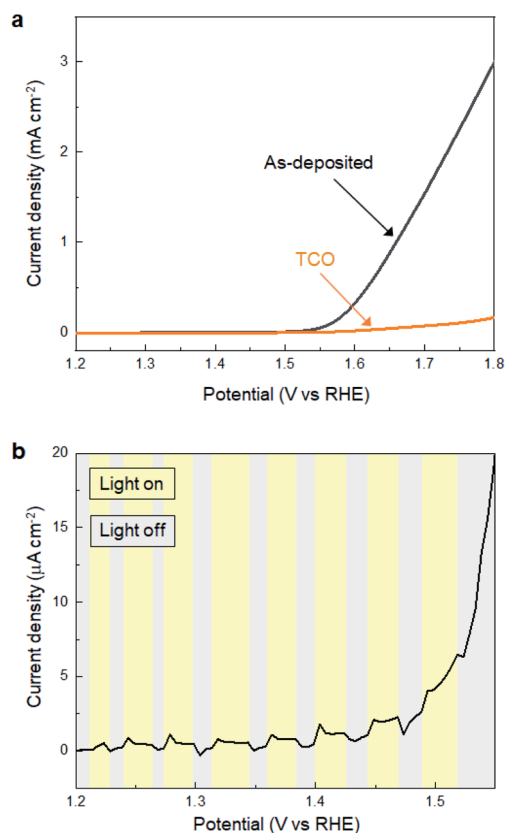 a
Current density (mA cm⁻²)
3
2
1
0
As-deposited
TCO
1.2 1.3 1.4 1.5 1.6 1.7 1.8
Potential (V vs RHE)
b
Current density (μA cm⁻²)
20
15
10
5
0
Light on
Light off
1.2 1.3 1.4 1.5
Potential (V vs RHE)